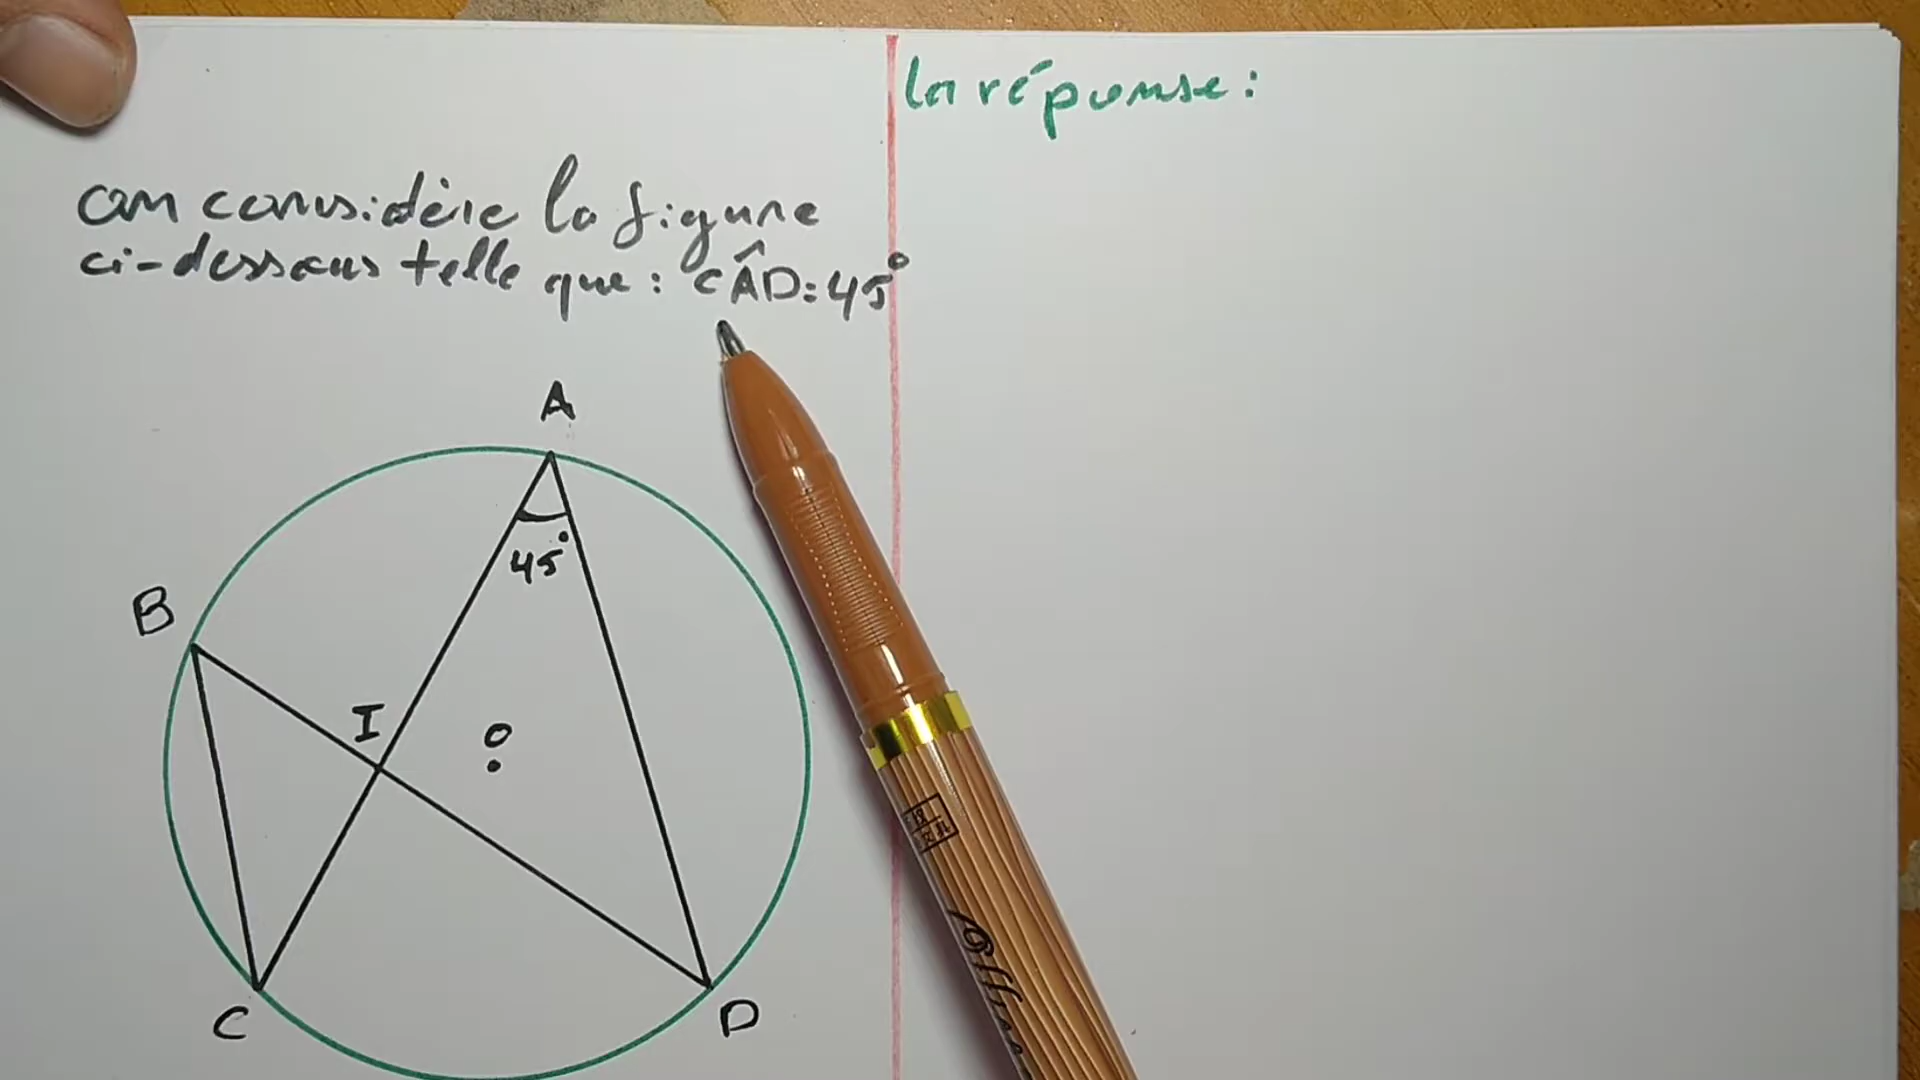 on considère la figure
ci-dessous telle que : CÂD = 45°
la réponse :
A
45°
B
I
O
C
D